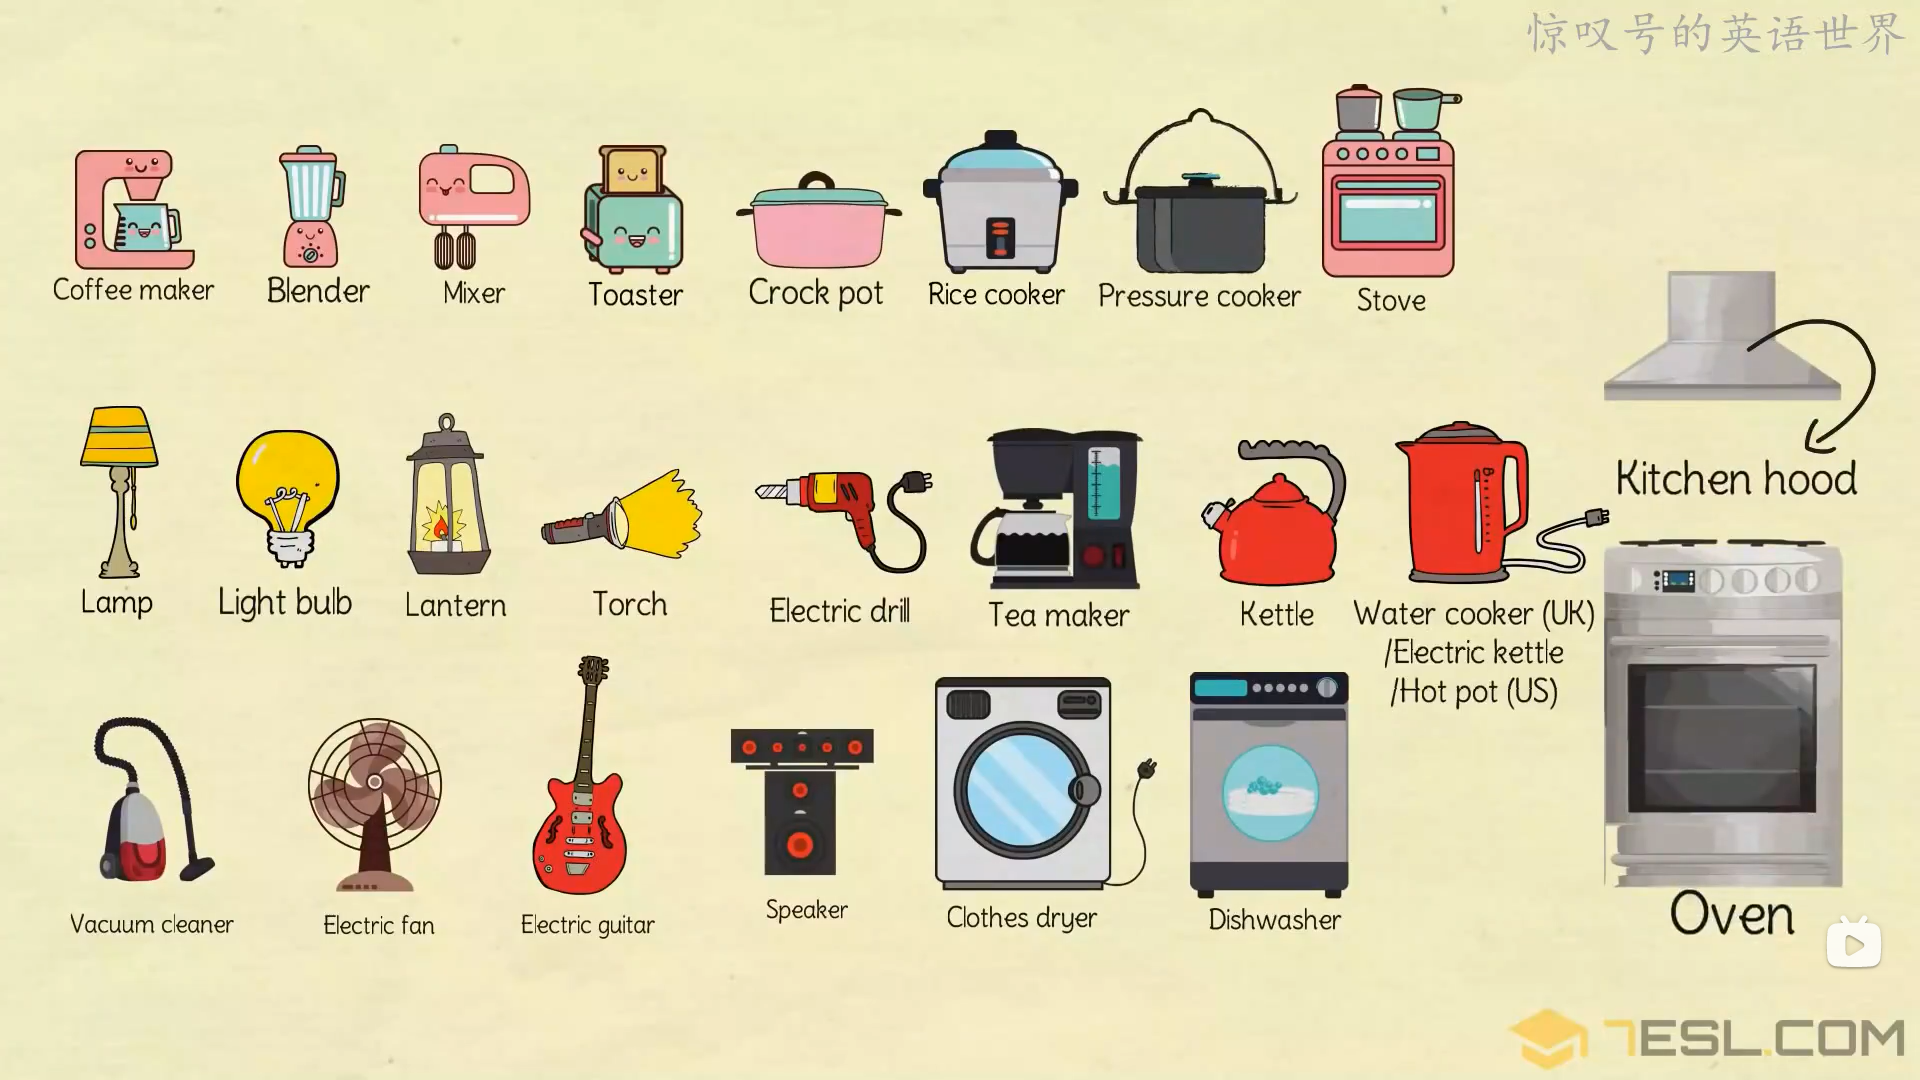 惊叹号的英语世界
Coffee maker
Blender
Mixer
Toaster
Crock pot
Rice cooker
Pressure cooker
Stove
Kitchen hood
Lamp
Light bulb
Lantern
Torch
Electric drill
Tea maker
Kettle
Water cooker (UK)
/Electric kettle
/Hot pot (US)
Vacuum cleaner
Electric fan
Electric guitar
Speaker
Clothes dryer
Dishwasher
Oven
7ESL.COM